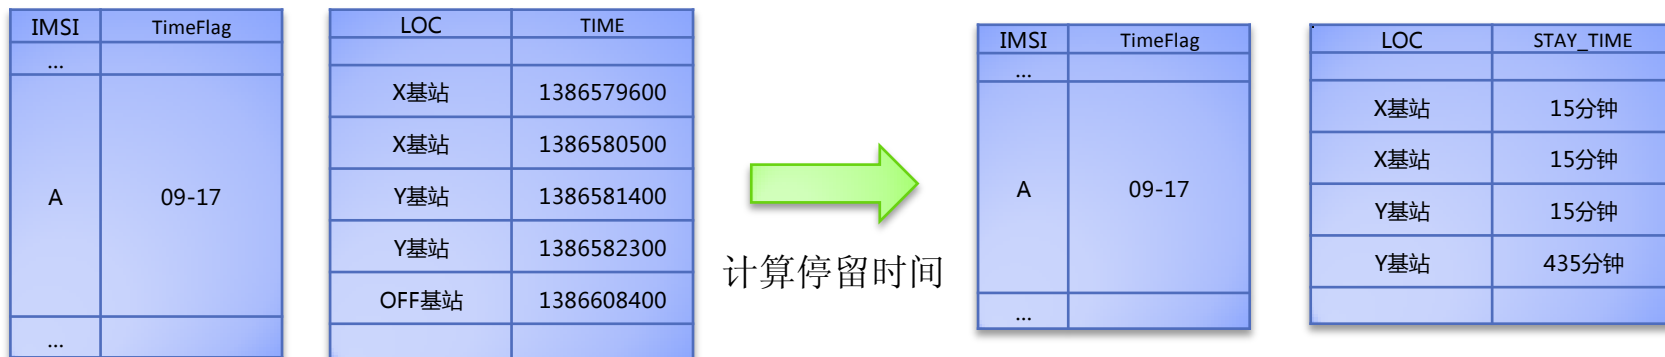 IMSI TimeFlag
...
A 09-17
...
LOC TIME
X基站 1386579600
X基站 1386580500
Y基站 1386581400
Y基站 1386582300
OFF基站 1386608400
计算停留时间
IMSI TimeFlag
...
A 09-17
...
LOC STAY_TIME
X基站 15分钟
X基站 15分钟
Y基站 15分钟
Y基站 435分钟